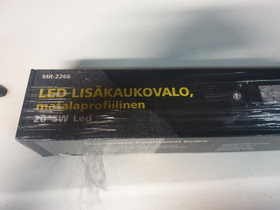 MR-2266
LED LISÄKAUKOVALO,
matalaprofiilinen
20*5W Led